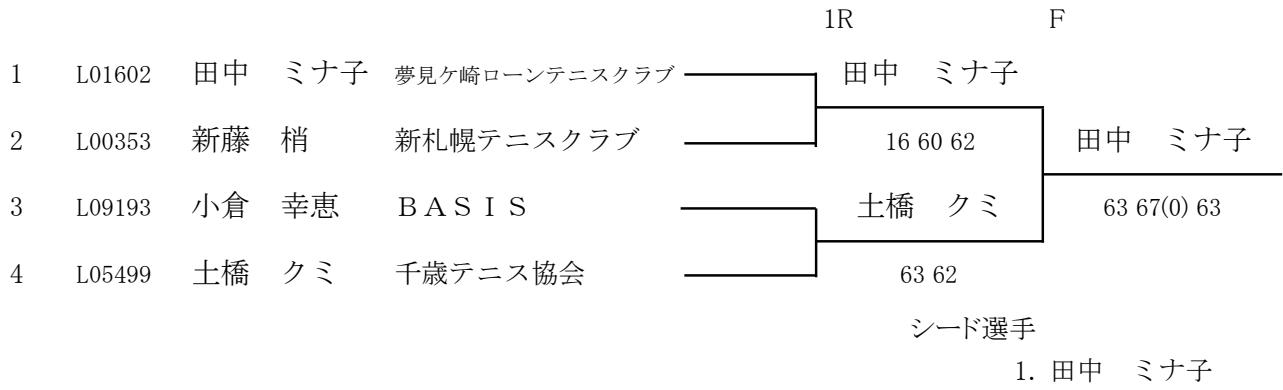 1R F
1 L01602 田中　ミナ子 夢見ケ崎ローンテニスクラブ 田中　ミナ子
2 L00353 新藤　梢 新札幌テニスクラブ 16 60 62 田中　ミナ子
3 L09193 小倉　幸恵 ＢＡＳＩＳ 土橋　クミ 63 67(0) 63
4 L05499 土橋　クミ 千歳テニス協会 63 62
シード選手
1. 田中　ミナ子